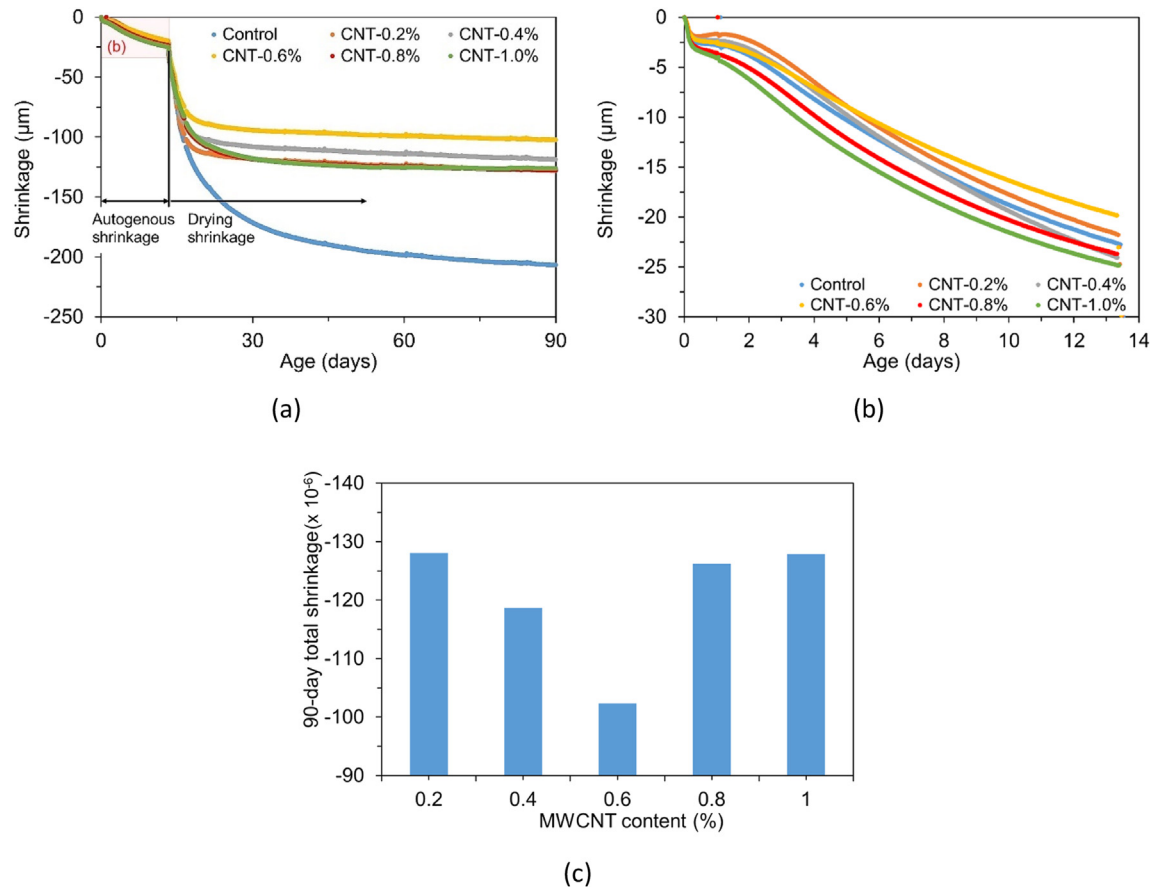 0
-50
-100
-150
-200
-250
Shrinkage (µm)
(b)
Control
CNT-0.2%
CNT-0.4%
CNT-0.6%
CNT-0.8%
CNT-1.0%
Autogenous
shrinkage
Drying
shrinkage
0
30
60
90
Age (days)
(a)
0
-5
-10
-15
-20
-25
-30
Shrinkage (µm)
Control
CNT-0.2%
CNT-0.4%
CNT-0.6%
CNT-0.8%
CNT-1.0%
0
2
4
6
8
10
12
14
Age (days)
(b)
-140
-130
-120
-110
-100
-90
90-day total shrinkage (x 10⁻⁶)
0.2
0.4
0.6
0.8
1
MWCNT content (%)
(c)